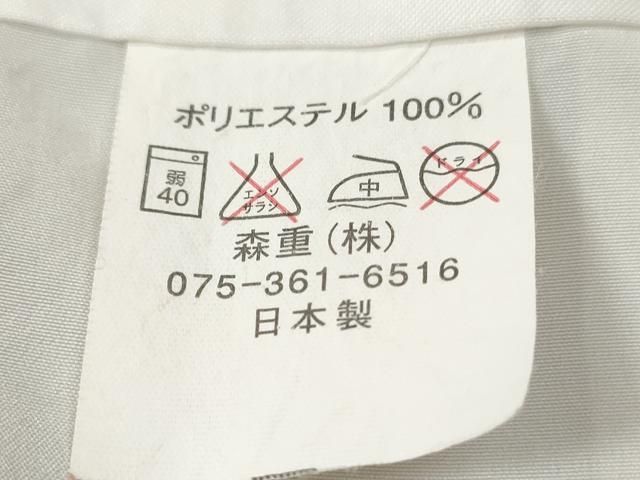 ポリエステル 100%
弱 40 エンソ サラシ 中 ドライ
森重(株)
075-361-6516
日本製